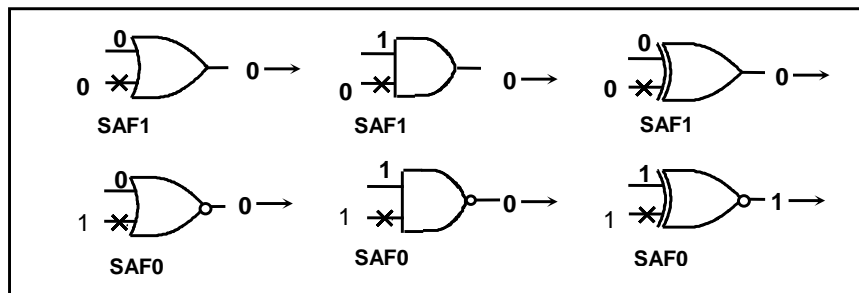 0 1 0
0 0 → 0 0 → 0 0 →
SAF1 SAF1 SAF1
0 1 1
1 0 → 1 0 → 1 1 →
SAF0 SAF0 SAF0